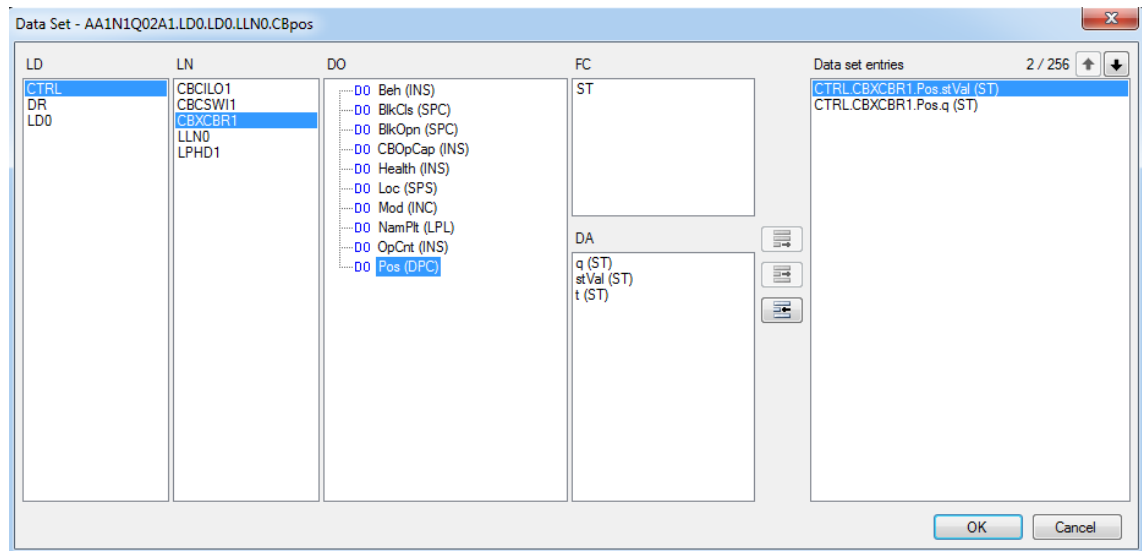 Data Set - AA1N1Q02A1.LD0.LD0.LLN0.CBpos
LD
CTRL
DR
LD0
LN
CBCILO1
CBCSWI1
CBXCBR1
LLN0
LPHD1
DO
DO Beh (INS)
DO BlkCls (SPC)
DO BlkOpn (SPC)
DO CBOpCap (INS)
DO Health (INS)
DO Loc (SPS)
DO Mod (INC)
DO NamPlt (LPL)
DO OpCnt (INS)
DO Pos (DPC)
FC
ST
DA
q (ST)
stVal (ST)
t (ST)
Data set entries 2 / 256
CTRL.CBXCBR1.Pos.stVal (ST)
CTRL.CBXCBR1.Pos.q (ST)
OK
Cancel